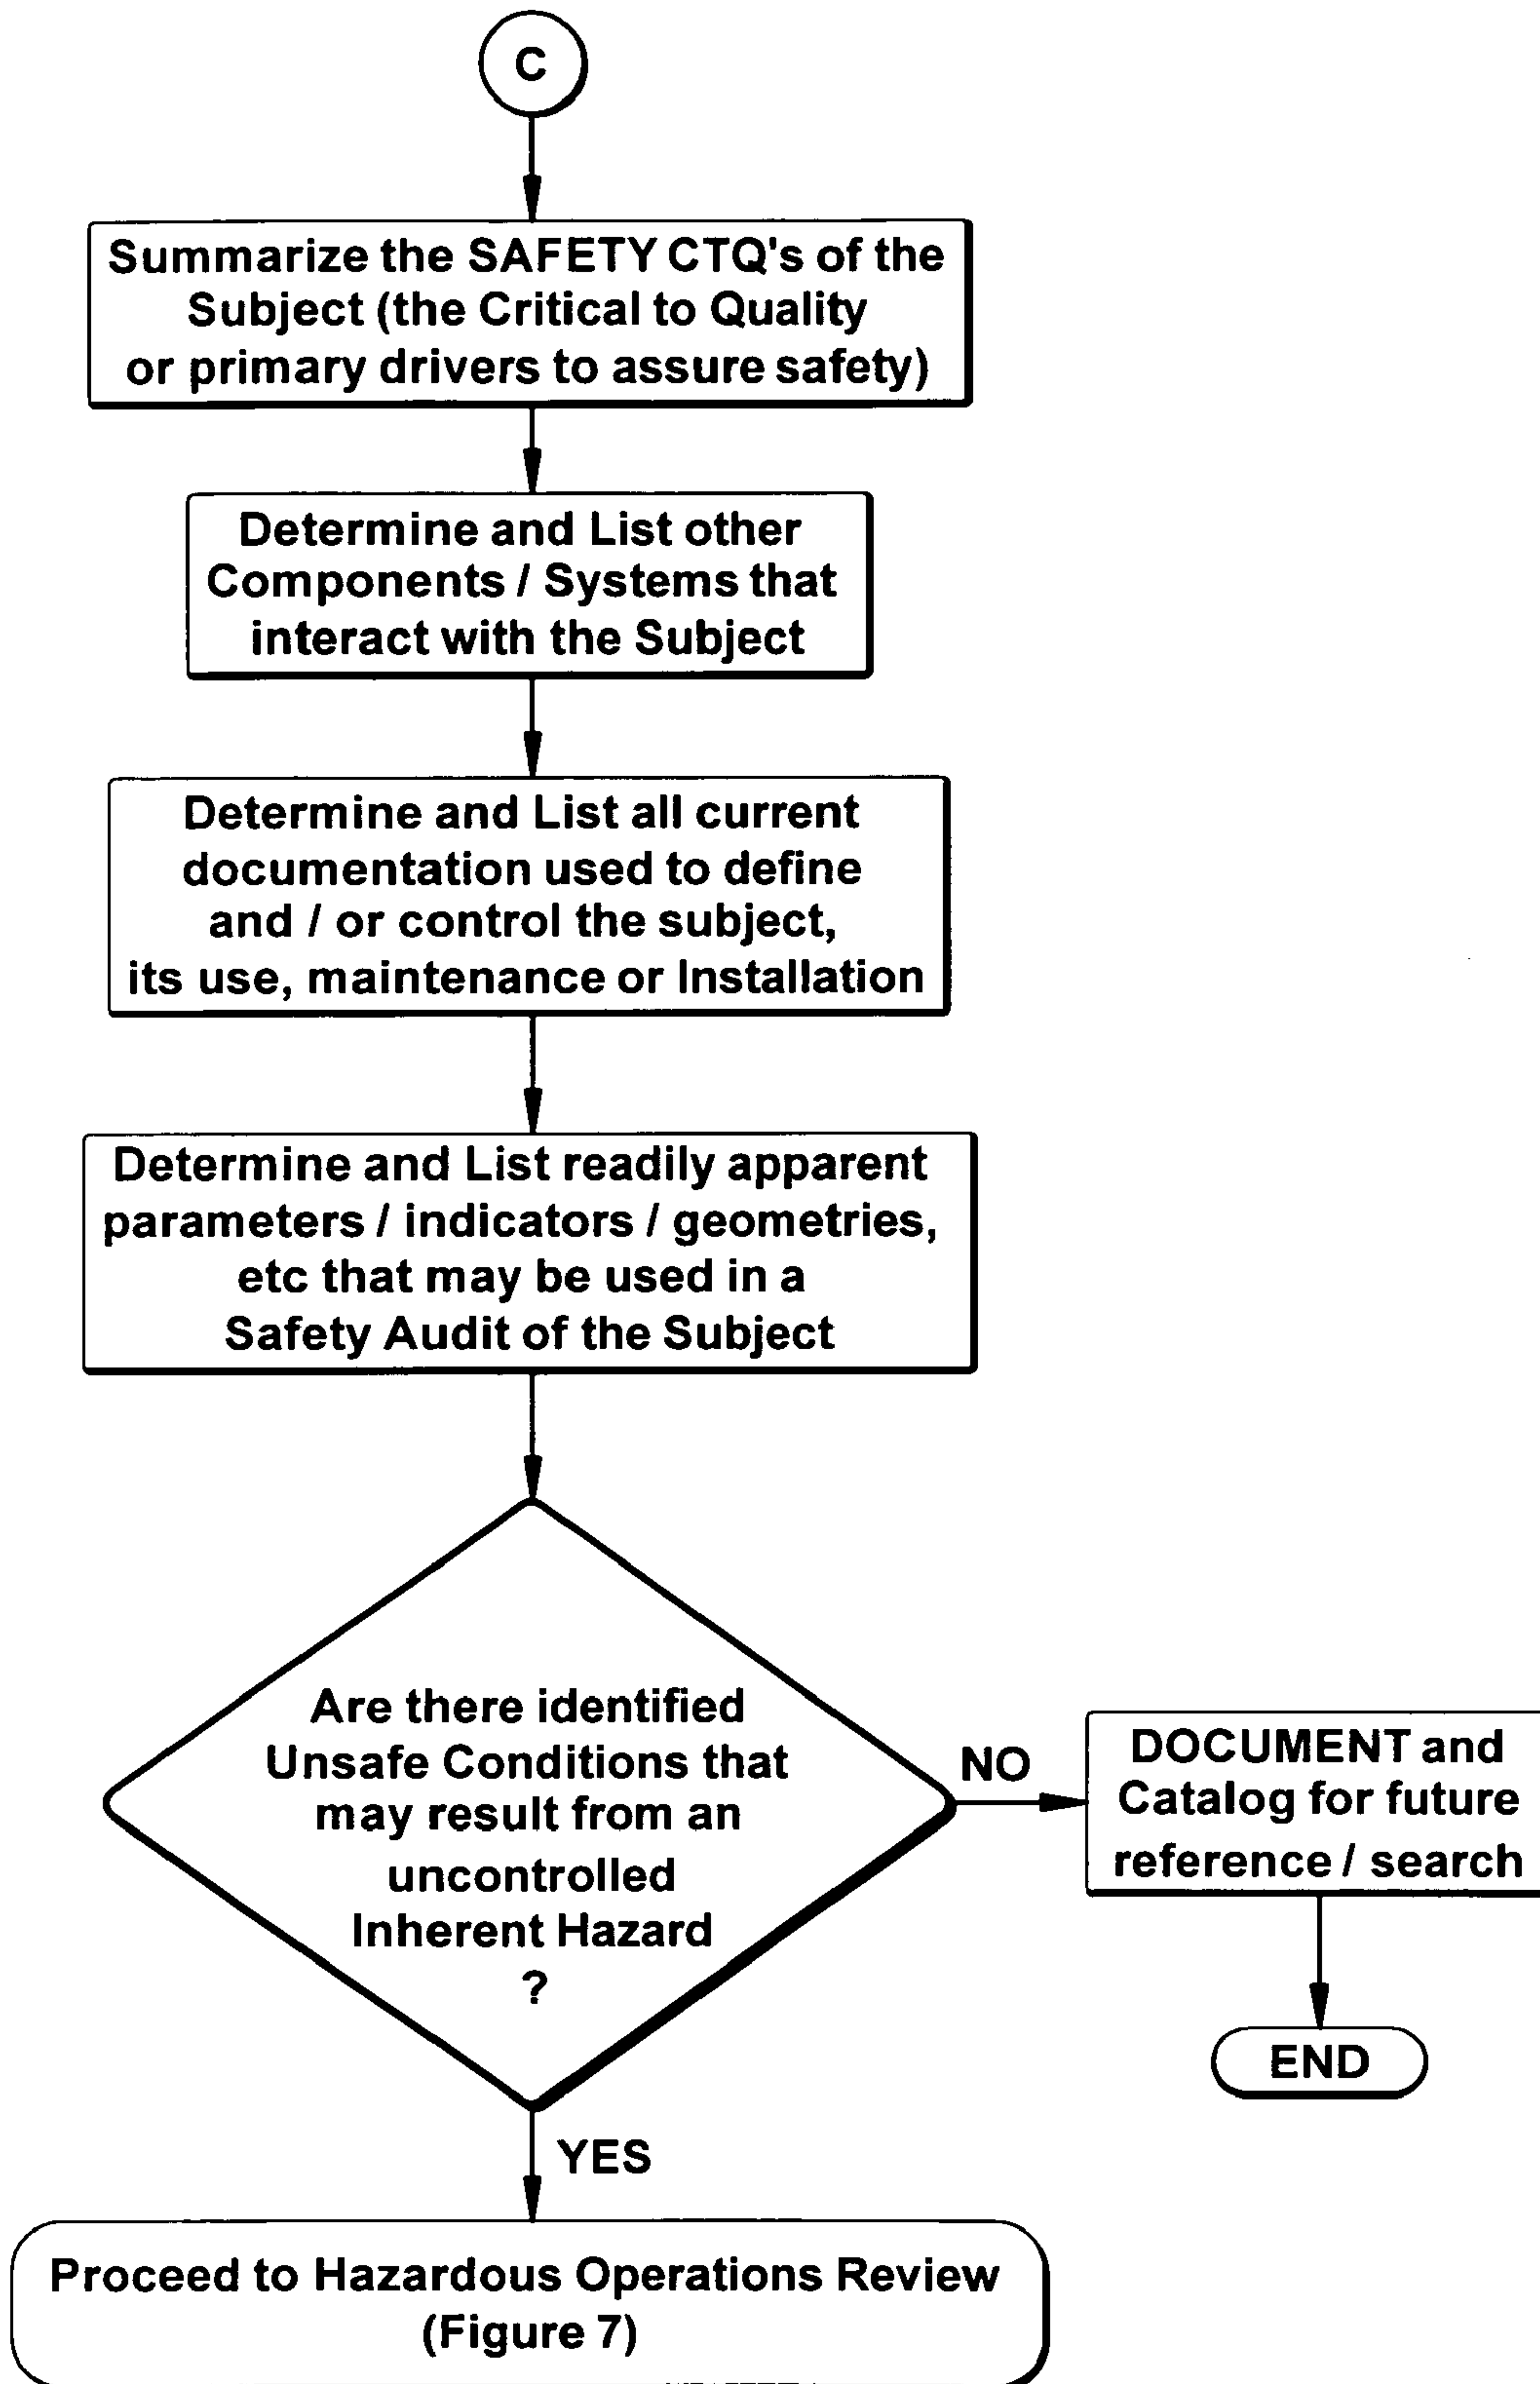 C
Summarize the SAFETY CTQ's of the
Subject (the Critical to Quality
or primary drivers to assure safety)
Determine and List other
Components / Systems that
interact with the Subject
Determine and List all current
documentation used to define
and / or control the subject,
its use, maintenance or Installation
Determine and List readily apparent
parameters / indicators / geometries,
etc that may be used in a
Safety Audit of the Subject
Are there identified
Unsafe Conditions that
may result from an
uncontrolled
Inherent Hazard
?
NO
DOCUMENT and
Catalog for future
reference / search
END
YES
Proceed to Hazardous Operations Review
(Figure 7)